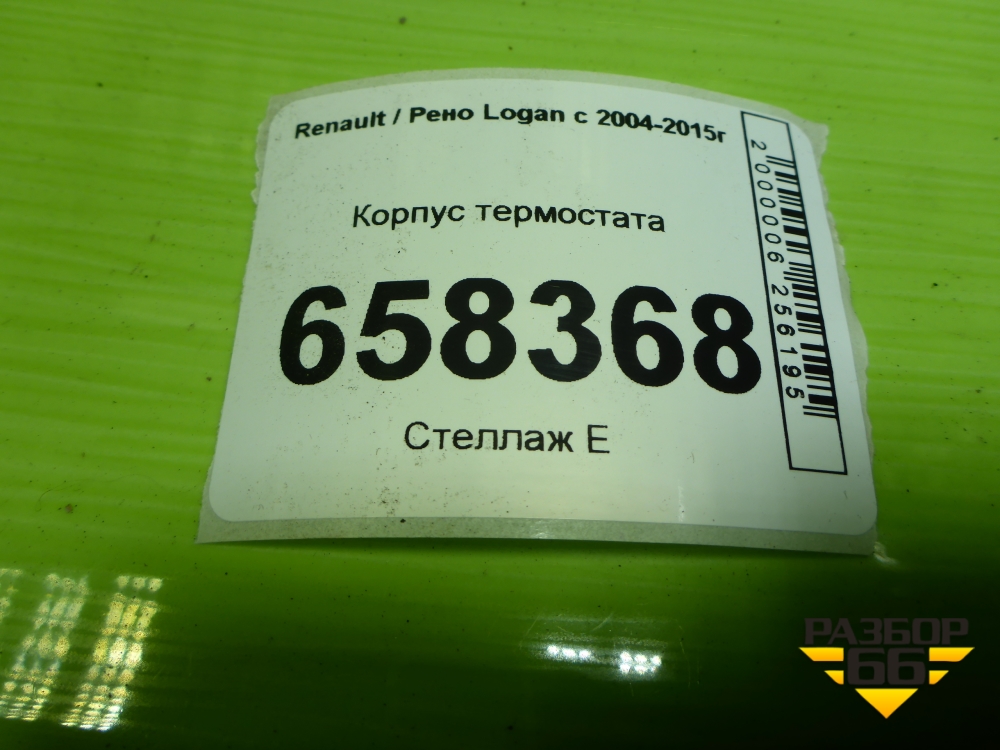 Renault / Рено Logan с 2004-2015г
Корпус термостата
658368
Стеллаж Е
2000006256195
РАЗБОР
66